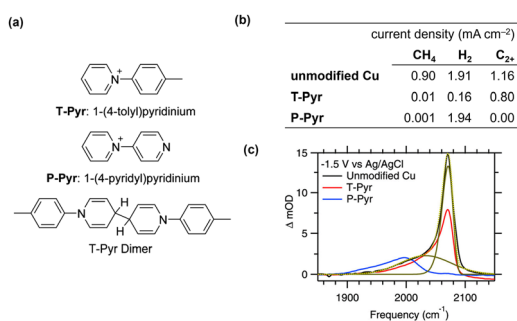 (a)
N
+
T-Pyr: 1-(4-tolyl)pyridinium
N
+
N
P-Pyr: 1-(4-pyridyl)pyridinium
N
H
H
N
T-Pyr Dimer
(b)
current density (mA cm⁻²)
CH₄ H₂ C₂₊
unmodified Cu 0.90 1.91 1.16
T-Pyr 0.01 0.16 0.80
P-Pyr 0.001 1.94 0.00
(c)
-1.5 V vs Ag/AgCl
Unmodified Cu
T-Pyr
P-Pyr
15
10
5
0
Δ mOD
1900 2000 2100
Frequency (cm⁻¹)